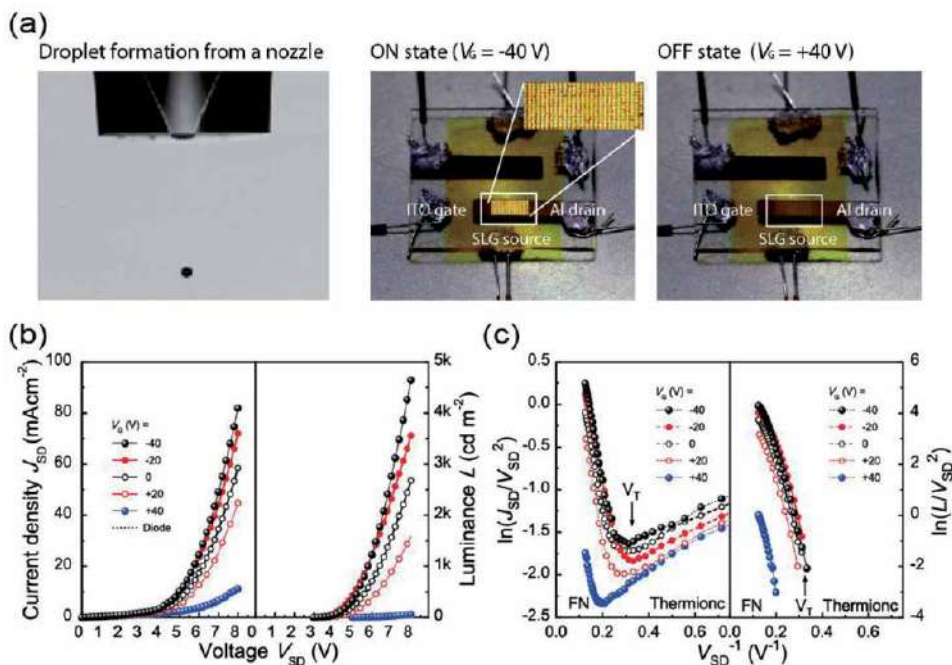 (a)
Droplet formation from a nozzle
ON state (VG = -40 V)
OFF state (VG = +40 V)
ITO gate
Al drain
SLG source
ITO gate
Al drain
SLG source
(b)
Current density JSD (mAcm-2)
100
80
60
40
20
0
VG (V) =
-40
-20
0
+20
+40
Diode
0 1 2 3 4 5 6 7 8 0 1 2 3 4 5 6 7 8
Voltage VSD (V)
5k
4k
3k
2k
1k
0
Luminance L (cd m-2)
(c)
ln(JSD/VSD2)
0.5
0.0
-0.5
-1.0
-1.5
-2.0
-2.5
VG (V) =
-40
-20
0
+20
+40
VT
FN
Thermionc
VG (V) =
-40
-20
0
+20
+40
FN
VT
Thermionc
0.0 0.2 0.4 0.6 0.0 0.2 0.4 0.6
VSD-1 (V-1)
6
4
2
0
-2
-4
ln(L/VSD2)